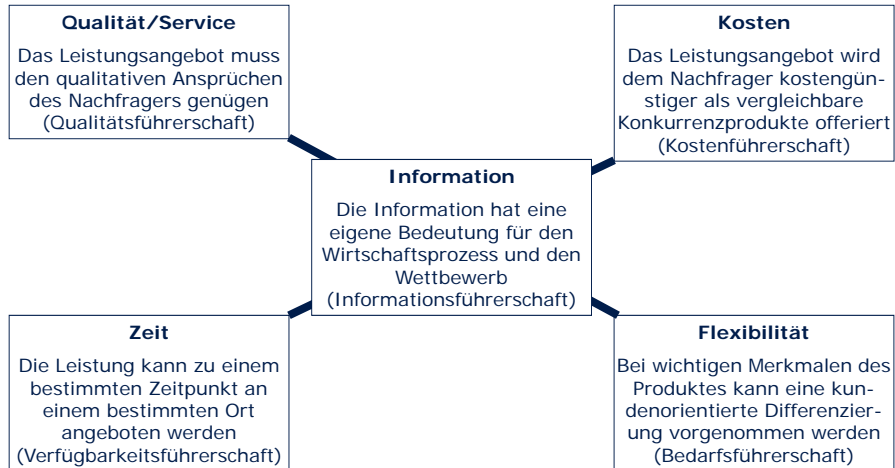 Qualität/Service
Das Leistungsangebot muss
den qualitativen Ansprüchen
des Nachfragers genügen
(Qualitätsführerschaft)
Kosten
Das Leistungsangebot wird
dem Nachfrager kostengün-
stiger als vergleichbare
Konkurrenzprodukte offeriert
(Kostenführerschaft)
Information
Die Information hat eine
eigene Bedeutung für den
Wirtschaftsprozess und den
Wettbewerb
(Informationsführerschaft)
Zeit
Die Leistung kann zu einem
bestimmten Zeitpunkt an
einem bestimmten Ort
angeboten werden
(Verfügbarkeitsführerschaft)
Flexibilität
Bei wichtigen Merkmalen des
Produktes kann eine kun-
denorientierte Differenzier-
ung vorgenommen werden
(Bedarfsführerschaft)